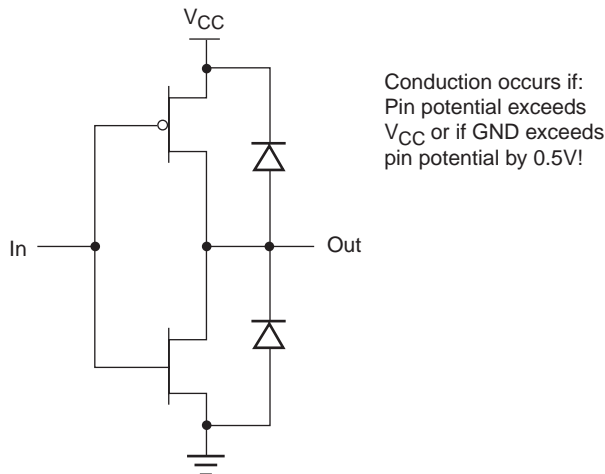 VCC
Conduction occurs if:
Pin potential exceeds
VCC or if GND exceeds
pin potential by 0.5V!
In
Out